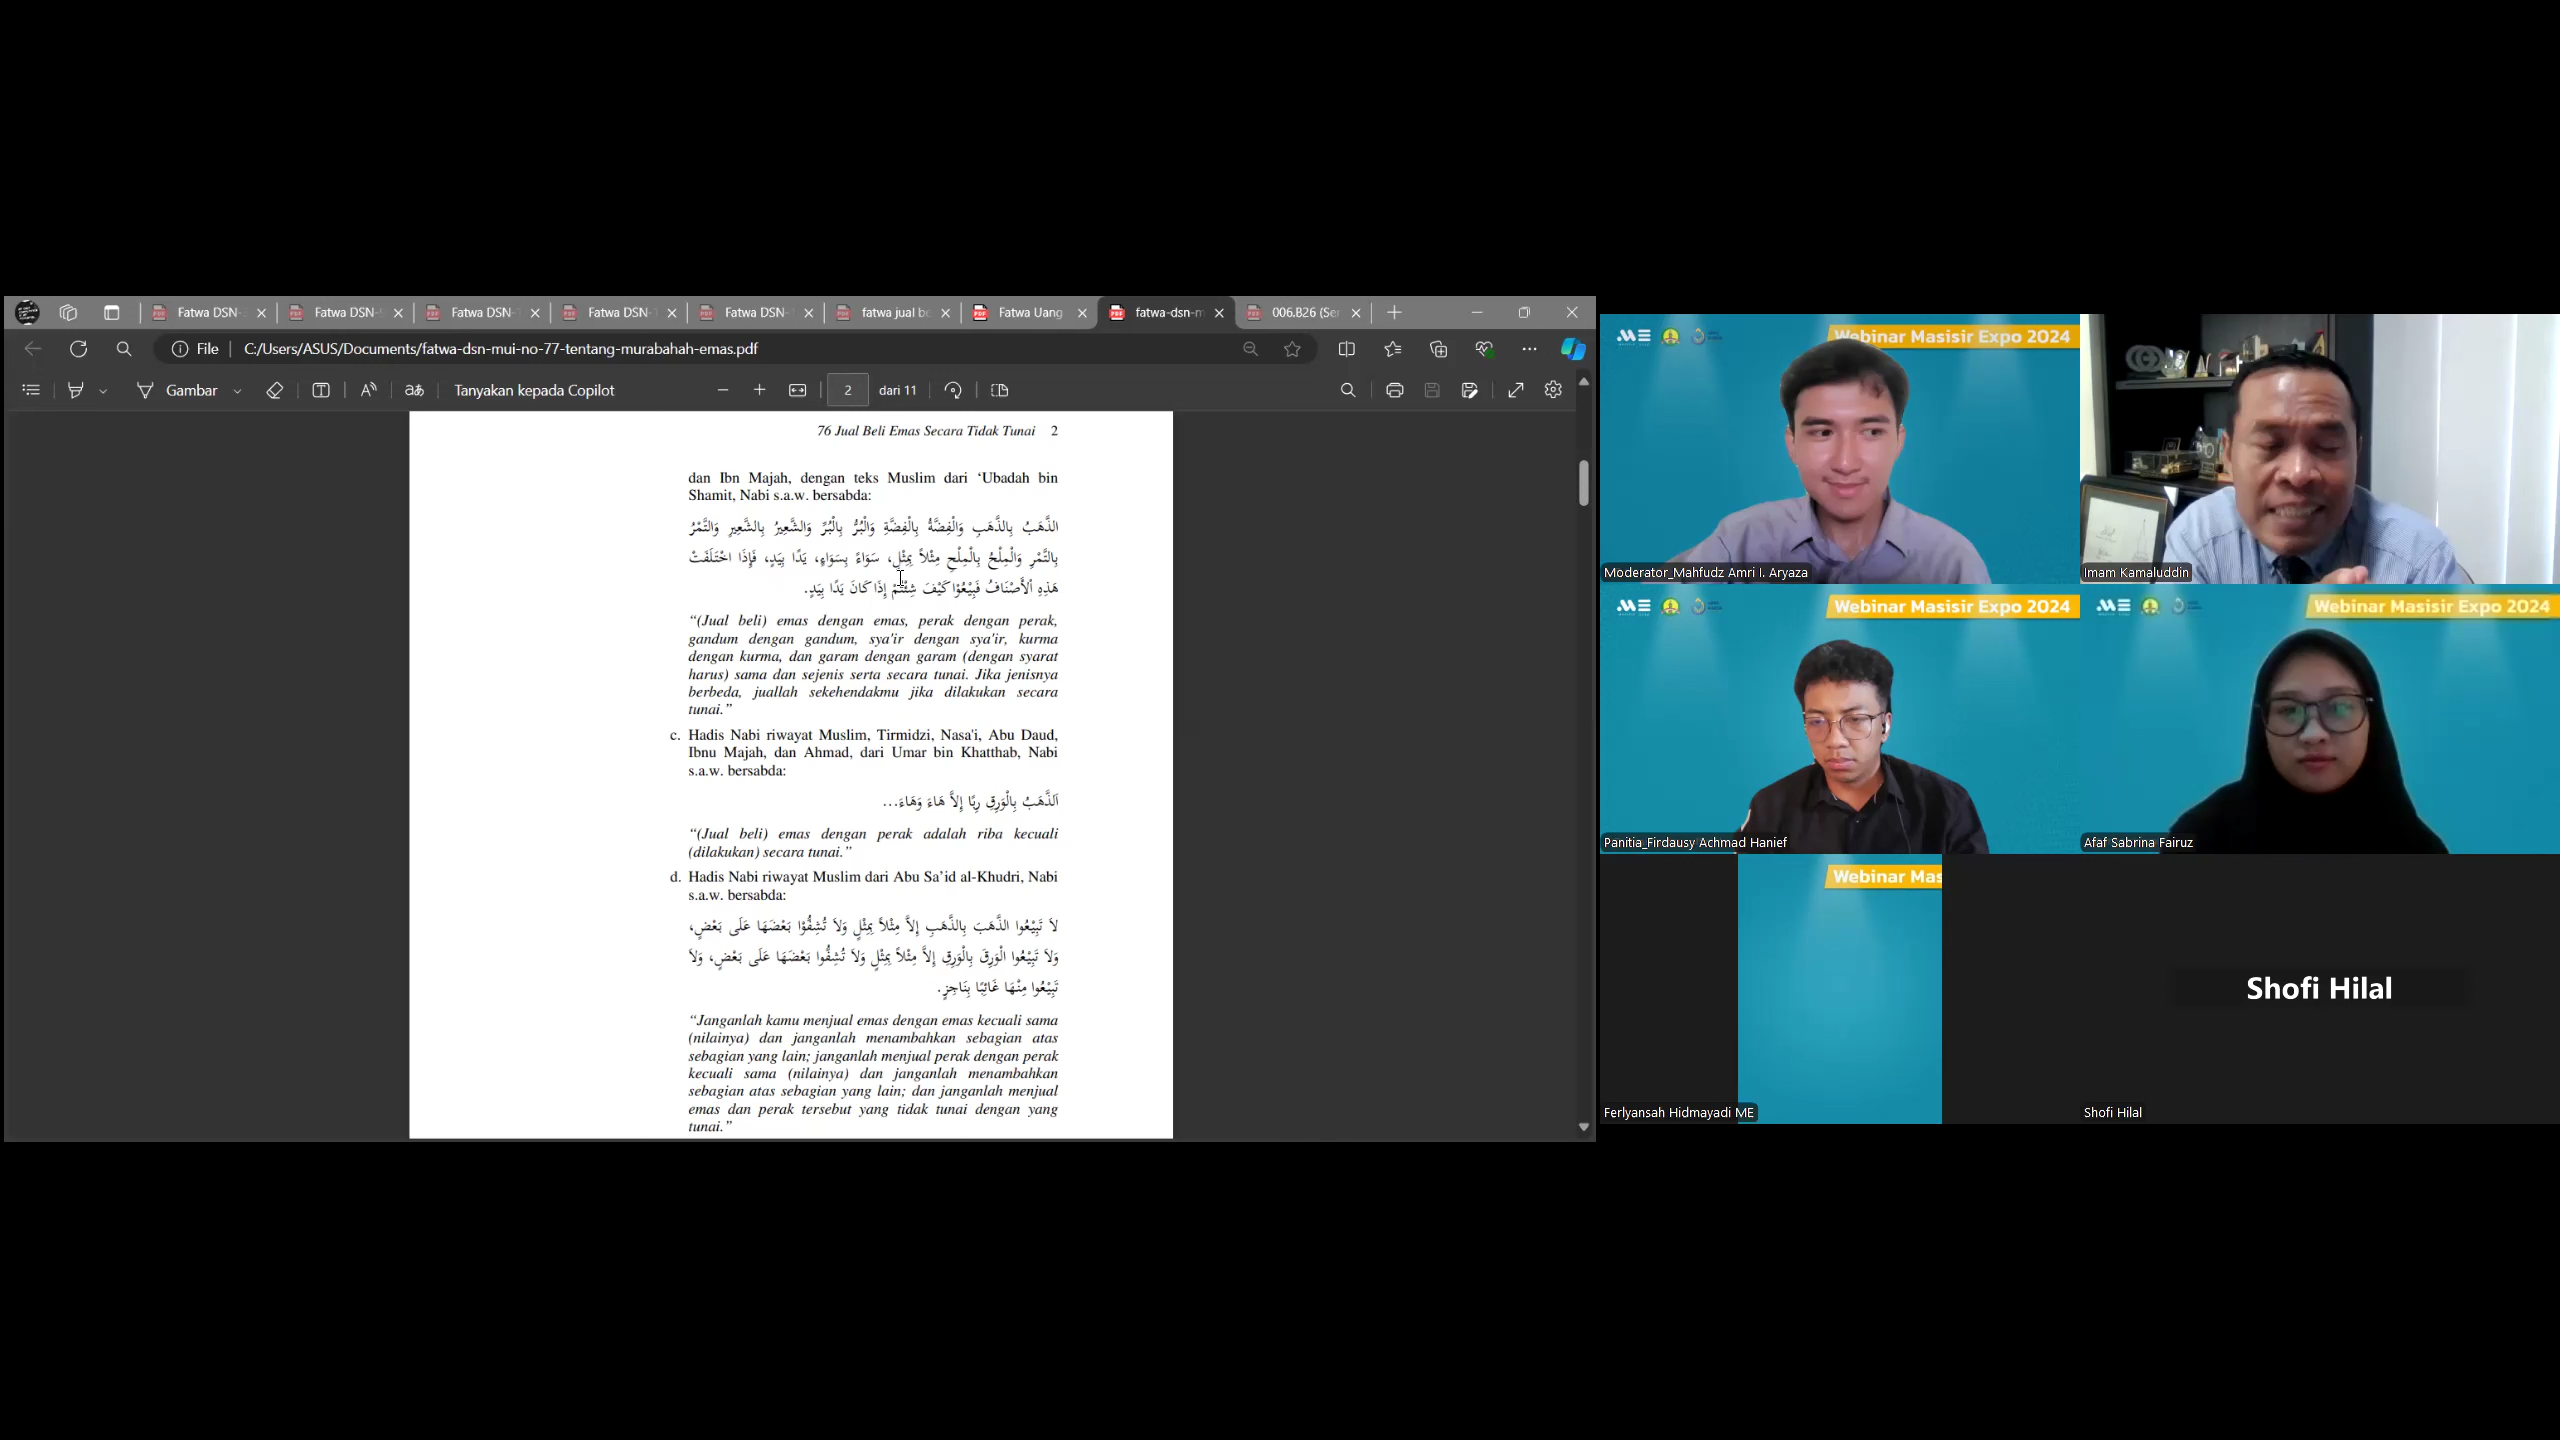 Fatwa DSN-
Fatwa DSN-
Fatwa DSN-
Fatwa DSN-
Fatwa DSN-
fatwa jual be
Fatwa Uang
fatwa-dsn-m
006.B26 (Se
File
C:/Users/ASUS/Documents/fatwa-dsn-mui-no-77-tentang-murabahah-emas.pdf
Gambar
Tanyakan kepada Copilot
2
dari 11
76 Jual Beli Emas Secara Tidak Tunai 2
dan Ibn Majah, dengan teks Muslim dari ‘Ubadah bin
Shamit, Nabi s.a.w. bersabda:
الذَّهَبُ بِالذَّهَبِ وَالْفِضَّةُ بِالْفِضَّةِ وَالْبُرُّ بِالْبُرِّ وَالشَّعِيرُ بِالشَّعِيرِ وَالتَّمْرُ
بِالتَّمْرِ وَالْمِلْحُ بِالْمِلْحِ مِثْلاً بِمِثْلٍ، سَوَاءً بِسَوَاءٍ، يَدًا بِيَدٍ، فَإِذَا اخْتَلَفَتْ
هَذِهِ الْأَصْنَافُ فَبِيْعُوْا كَيْفَ شِئْتُمْ إِذَا كَانَ يَدًا بِيَدٍ.
“(Jual beli) emas dengan emas, perak dengan perak,
gandum dengan gandum, sya'ir dengan sya'ir, kurma
dengan kurma, dan garam dengan garam (dengan syarat
harus) sama dan sejenis serta secara tunai. Jika jenisnya
berbeda, juallah sekehendakmu jika dilakukan secara
tunai.”
c. Hadis Nabi riwayat Muslim, Tirmidzi, Nasa'i, Abu Daud,
Ibnu Majah, dan Ahmad, dari Umar bin Khatthab, Nabi
s.a.w. bersabda:
اَلذَّهَبُ بِالْوَرِقِ رِبًا إِلاَّ هَاءَ وَهَاءَ...
“(Jual beli) emas dengan perak adalah riba kecuali
(dilakukan) secara tunai.”
d. Hadis Nabi riwayat Muslim dari Abu Sa’id al-Khudri, Nabi
s.a.w. bersabda:
لاَ تَبِيْعُوا الذَّهَبَ بِالذَّهَبِ إِلاَّ مِثْلاً بِمِثْلٍ وَلاَ تُشِفُّوْا بَعْضَهَا عَلَى بَعْضٍ،
وَلاَ تَبِيْعُوا الْوَرِقَ بِالْوَرِقِ إِلاَّ مِثْلاً بِمِثْلٍ وَلاَ تُشِفُّوا بَعْضَهَا عَلَى بَعْضٍ، وَلاَ
تَبِيْعُوا مِنْهَا غَائِبًا بِنَاجِزٍ.
“Janganlah kamu menjual emas dengan emas kecuali sama
(nilainya) dan janganlah menambahkan sebagian atas
sebagian yang lain; janganlah menjual perak dengan perak
kecuali sama (nilainya) dan janganlah menambahkan
sebagian atas sebagian yang lain; dan janganlah menjual
emas dan perak tersebut yang tidak tunai dengan yang
tunai.”
Webinar Masisir Expo 2024
Moderator_Mahfudz Amri I. Aryaza
Imam Kamaluddin
Webinar Masisir Expo 2024
Webinar Masisir Expo 2024
Panitia_Firdausy Achmad Hanief
Afaf Sabrina Fairuz
Webinar Mas
Shofi Hilal
Ferlyansah Hidmayadi ME
Shofi Hilal